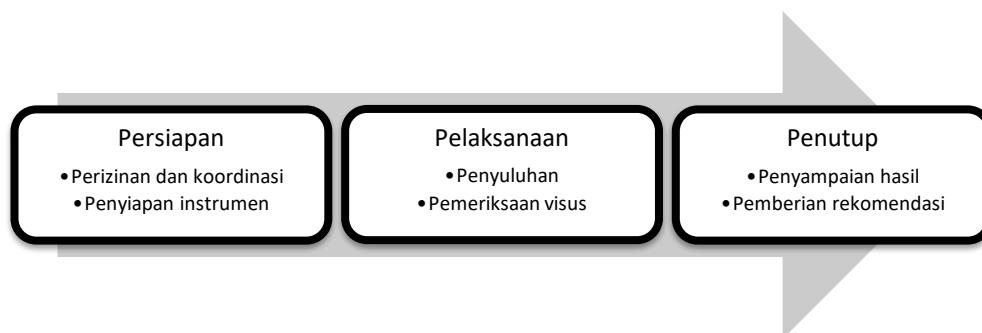 Persiapan
•Perizinan dan koordinasi
•Penyiapan instrumen
Pelaksanaan
•Penyuluhan
•Pemeriksaan visus
Penutup
•Penyampaian hasil
•Pemberian rekomendasi